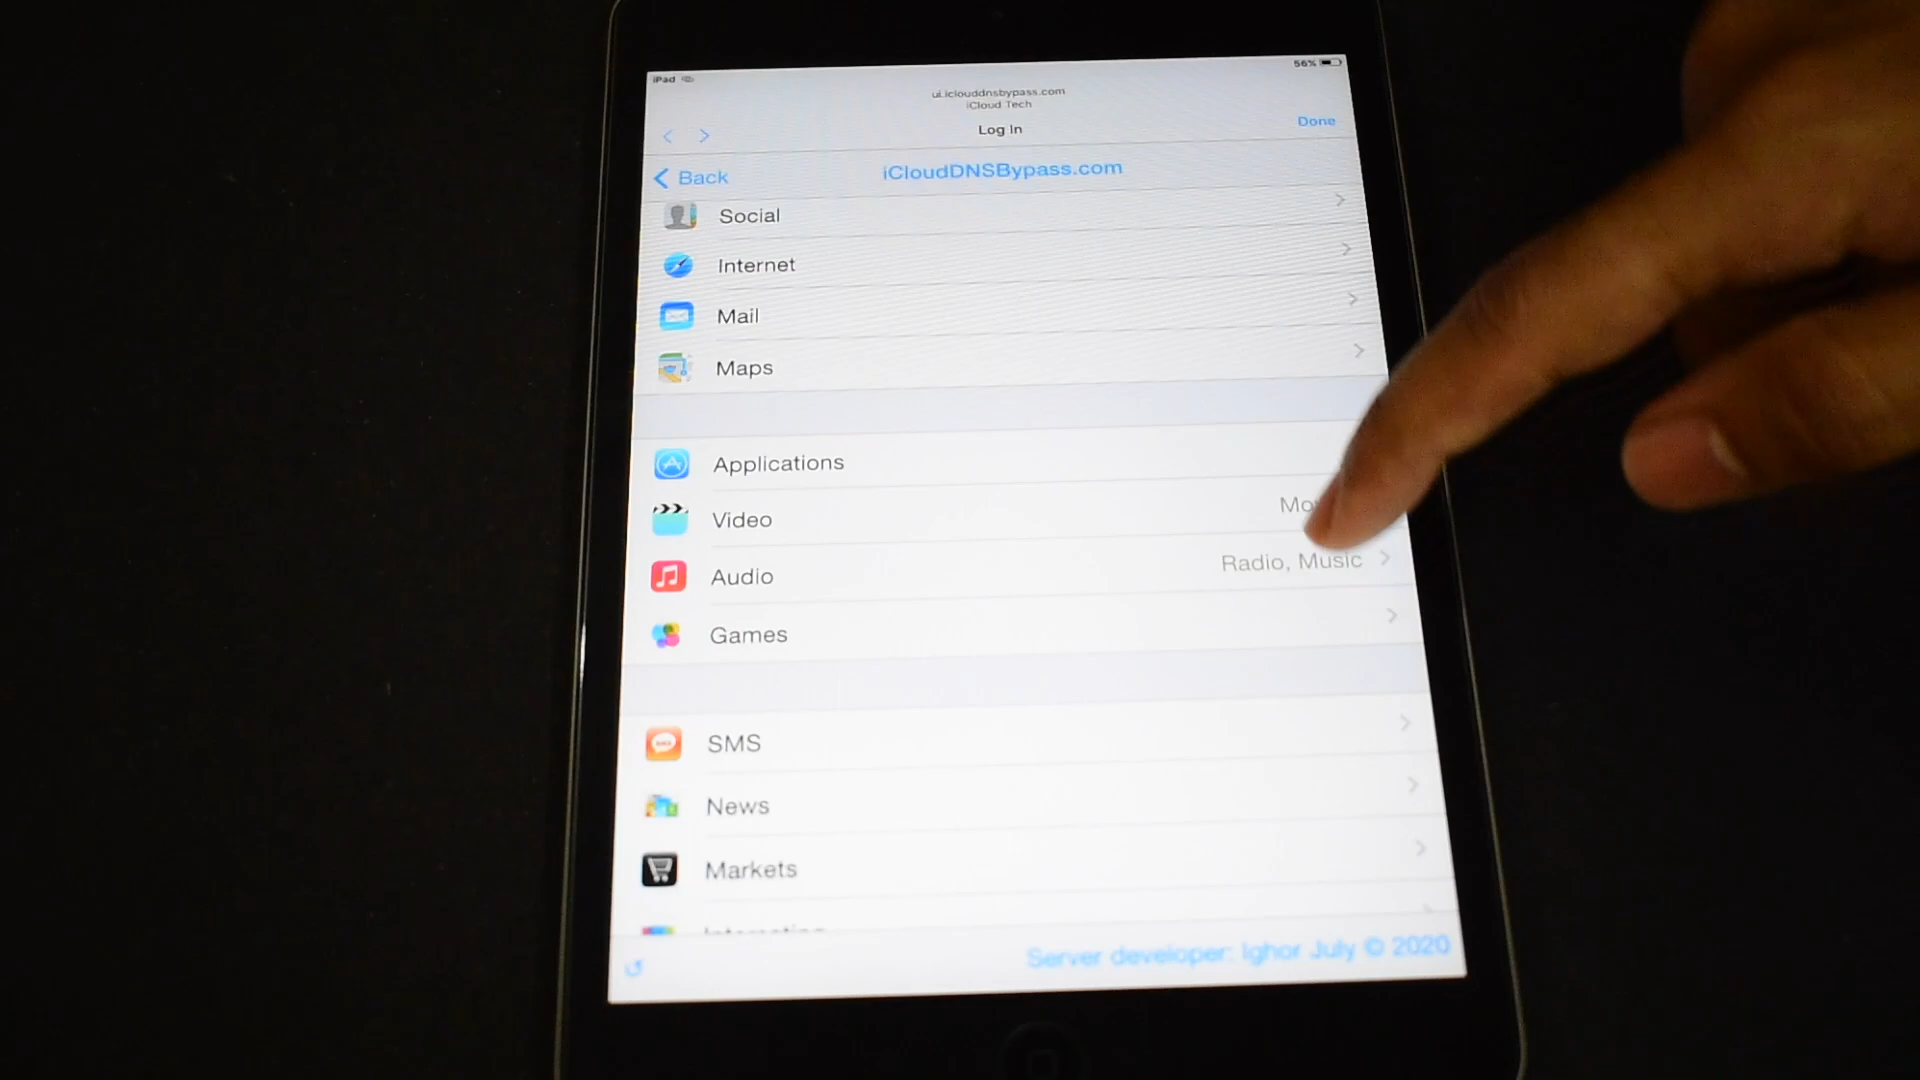 iPad 56%
ui.iclouddnsbypass.com
iCloud Tech
Log In
Done
Back
iCloudDNSBypass.com
Social
Internet
Mail
Maps
Applications
Video
Audio Radio, Music
Games
SMS
News
Markets
Server developer: Ighor July © 2020